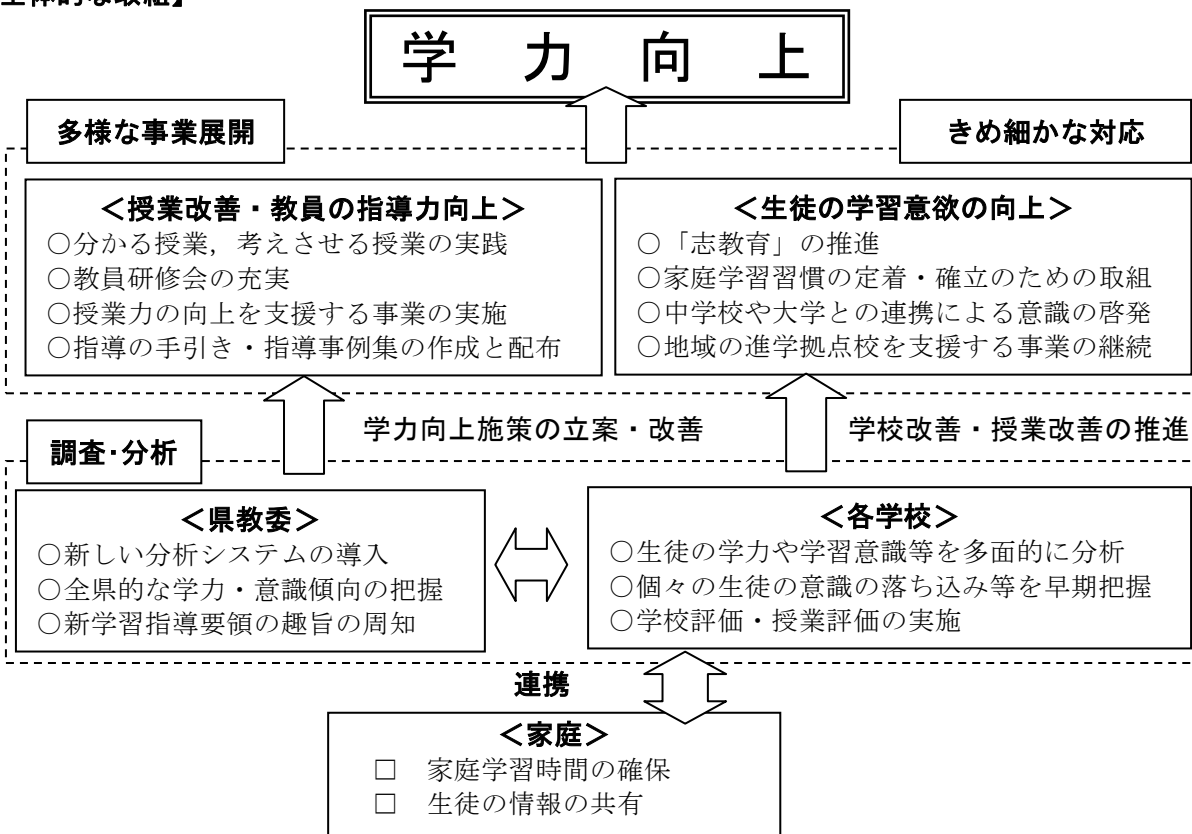 体的な取組】
学力向上
多様な事業展開
きめ細かな対応
＜授業改善・教員の指導力向上＞
○分かる授業，考えさせる授業の実践
○教員研修会の充実
○授業力の向上を支援する事業の実施
○指導の手引き・指導事例集の作成と配布
＜生徒の学習意欲の向上＞
○「志教育」の推進
○家庭学習習慣の定着・確立のための取組
○中学校や大学との連携による意識の啓発
○地域の進学拠点校を支援する事業の継続
学力向上施策の立案・改善
学校改善・授業改善の推進
調査・分析
＜県教委＞
○新しい分析システムの導入
○全県的な学力・意識傾向の把握
○新学習指導要領の趣旨の周知
＜各学校＞
○生徒の学力や学習意識等を多面的に分析
○個々の生徒の意識の落ち込み等を早期把握
○学校評価・授業評価の実施
連携
＜家庭＞
□　家庭学習時間の確保
□　生徒の情報の共有